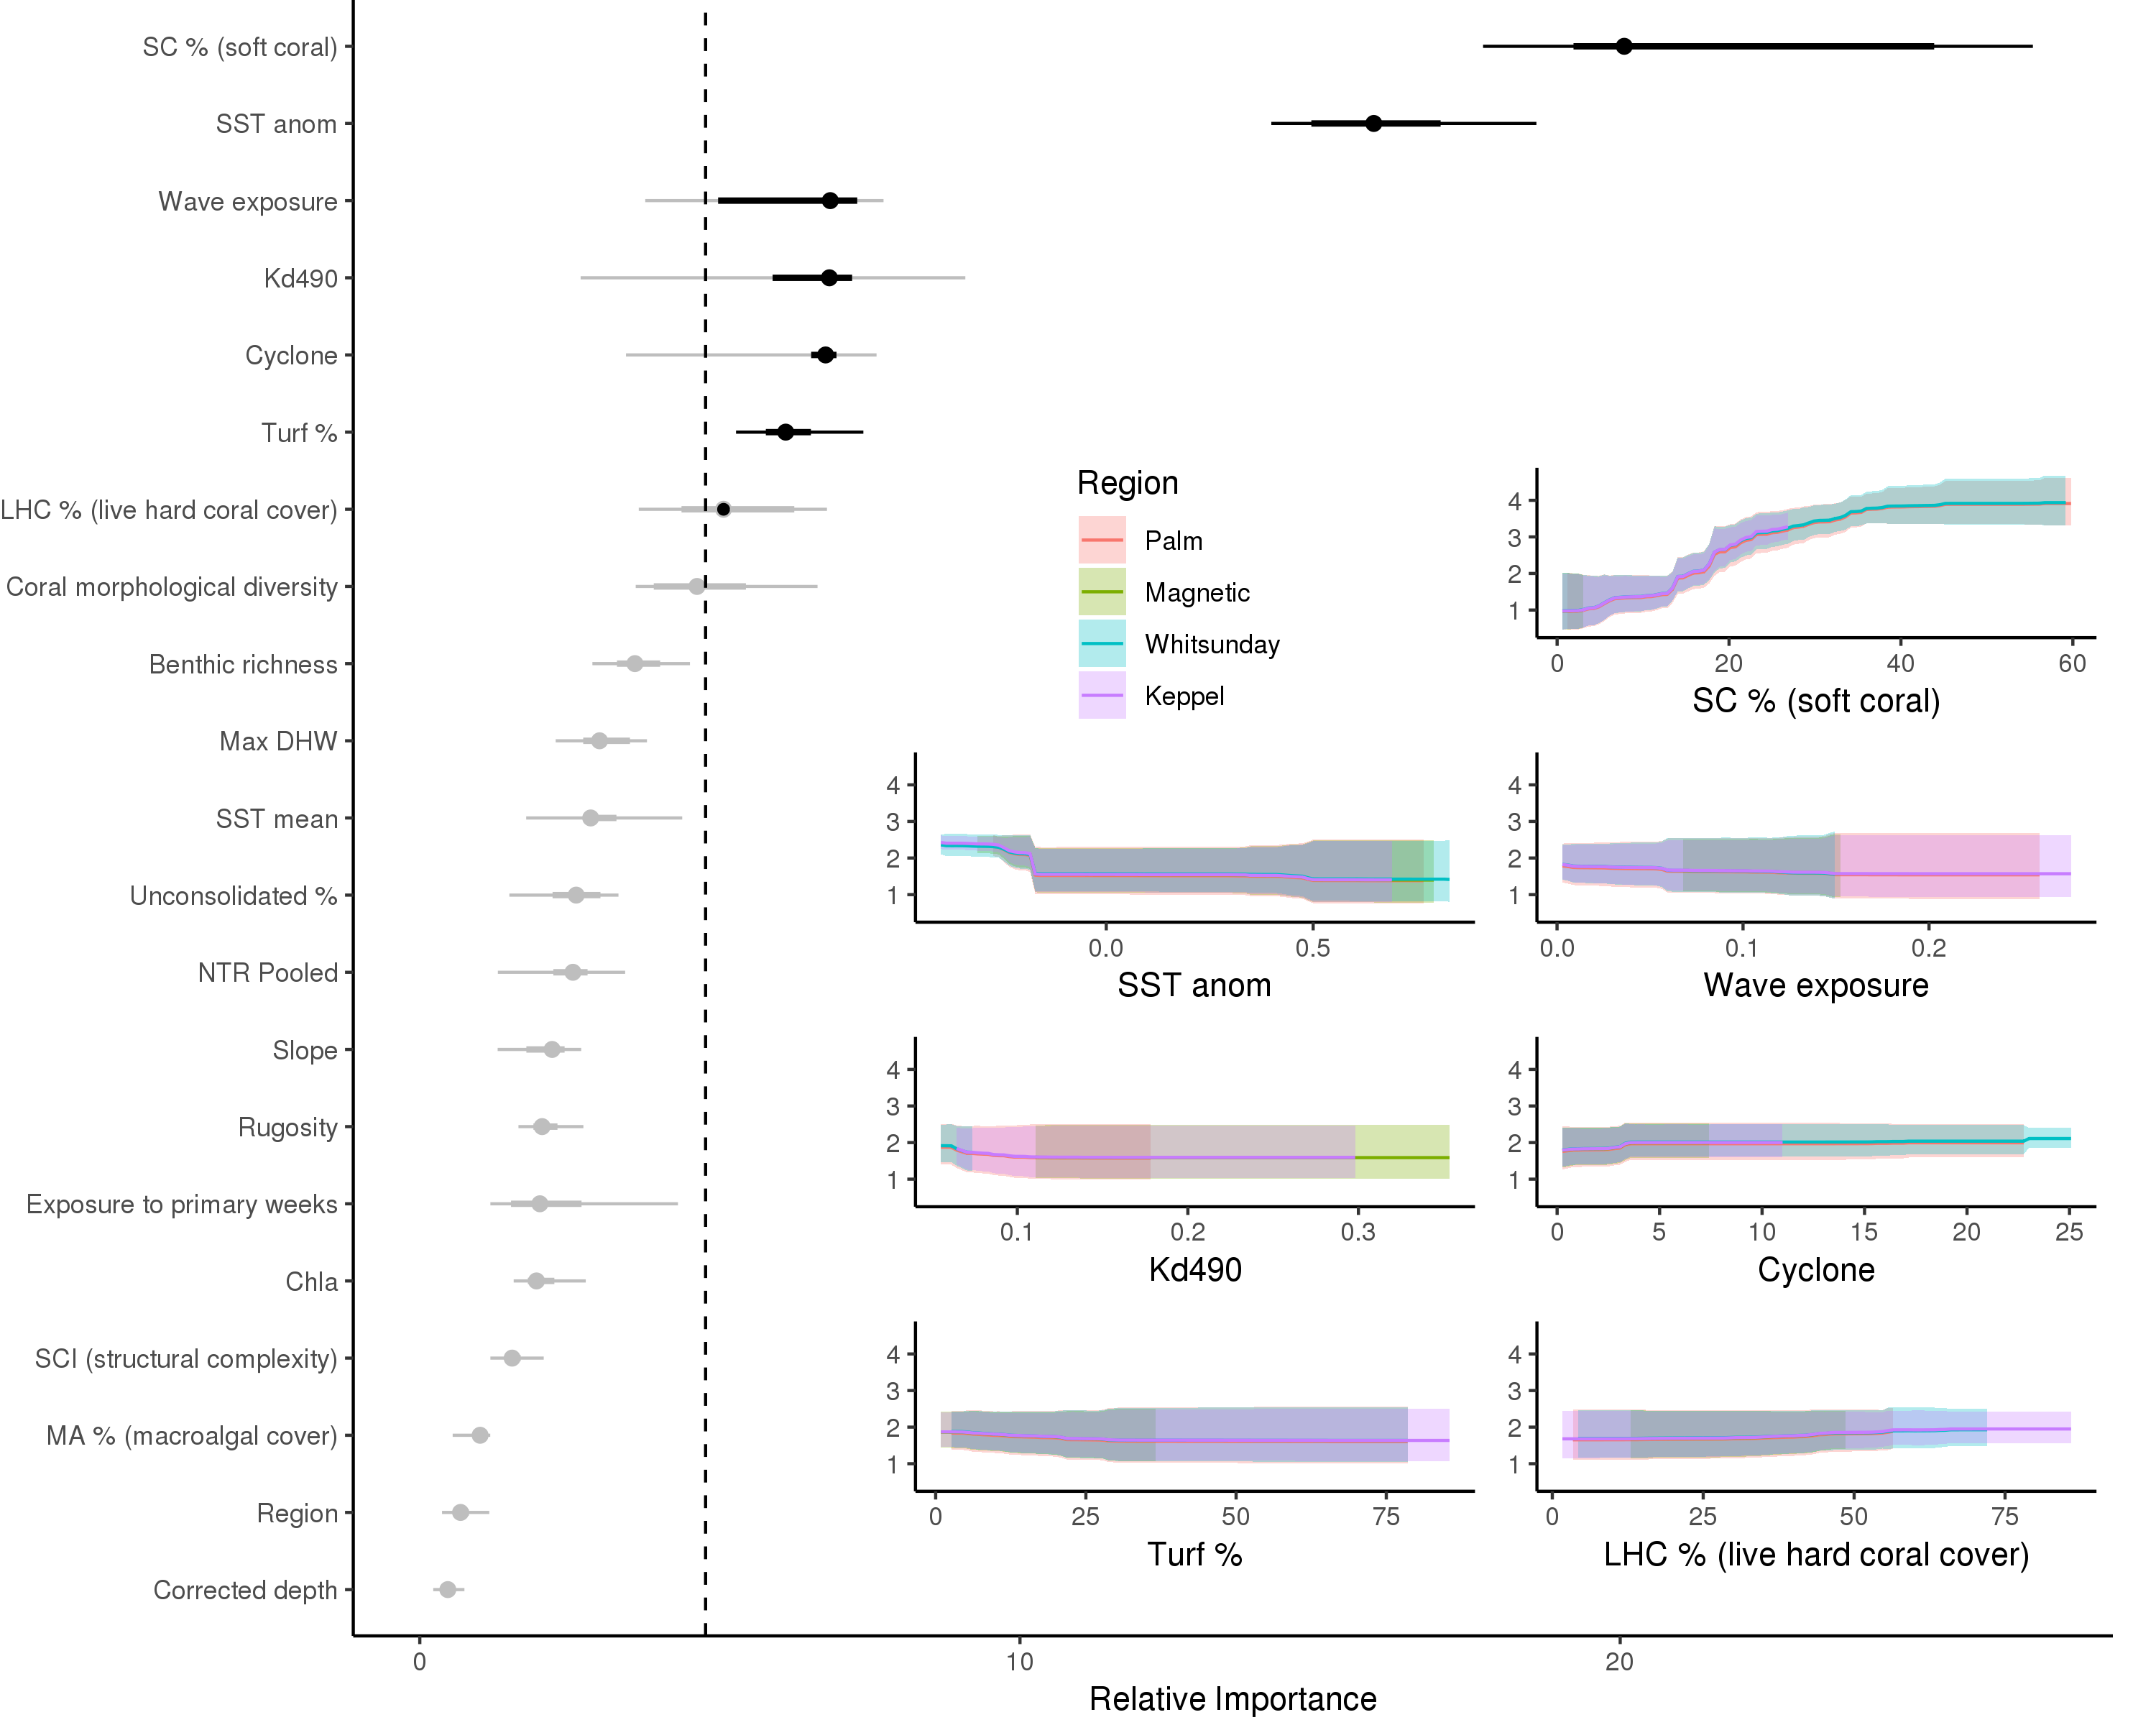 SC % (soft coral)
SST anom
Wave exposure
Kd490
Cyclone
Turf %
LHC % (live hard coral cover)
Coral morphological diversity
Benthic richness
Max DHW
SST mean
Unconsolidated %
NTR Pooled
Slope
Rugosity
Exposure to primary weeks
Chla
SCI (structural complexity)
MA % (macroalgal cover)
Region
Corrected depth
0 10 20
Relative Importance
Region
Palm
Magnetic
Whitsunday
Keppel
4
3
2
1
0 20 40 60
SC % (soft coral)
4
3
2
1
0.0 0.5
SST anom
4
3
2
1
0.0 0.1 0.2
Wave exposure
4
3
2
1
0.1 0.2 0.3
Kd490
4
3
2
1
0 5 10 15 20 25
Cyclone
4
3
2
1
0 25 50 75
Turf %
4
3
2
1
0 25 50 75
LHC % (live hard coral cover)